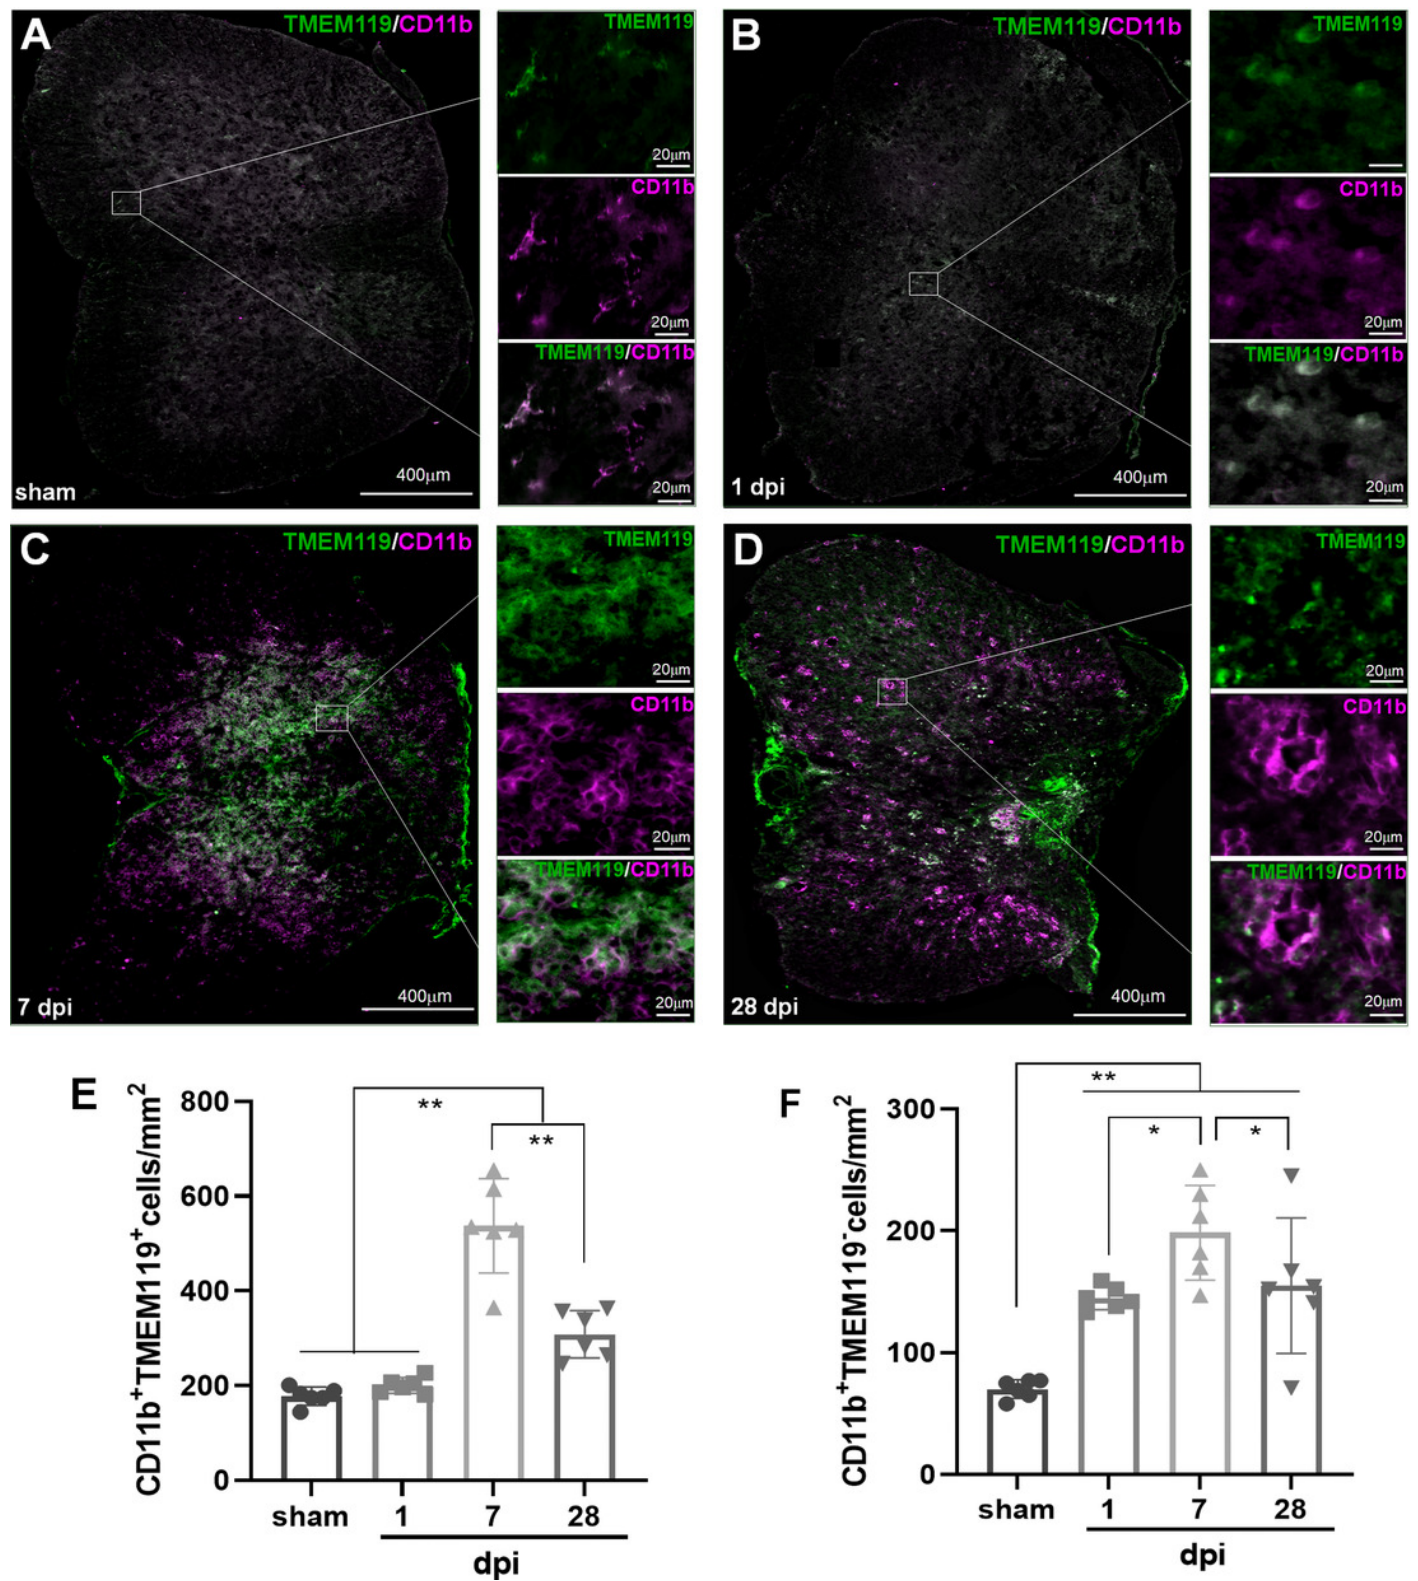 A
TMEM119/CD11b
sham
400µm
TMEM119
20µm
CD11b
20µm
TMEM119/CD11b
20µm
B
TMEM119/CD11b
1 dpi
400µm
TMEM119
CD11b
20µm
TMEM119/CD11b
20µm
C
TMEM119/CD11b
7 dpi
400µm
TMEM119
20µm
CD11b
20µm
TMEM119/CD11b
20µm
D
TMEM119/CD11b
28 dpi
400µm
TMEM119
20µm
CD11b
20µm
TMEM119/CD11b
20µm
E
CD11b⁺TMEM119⁺cells/mm²
800
600
400
200
0
**
**
sham
1
7
28
dpi
F
CD11b⁺TMEM119⁻cells/mm²
300
200
100
0
**
*
*
sham
1
7
28
dpi